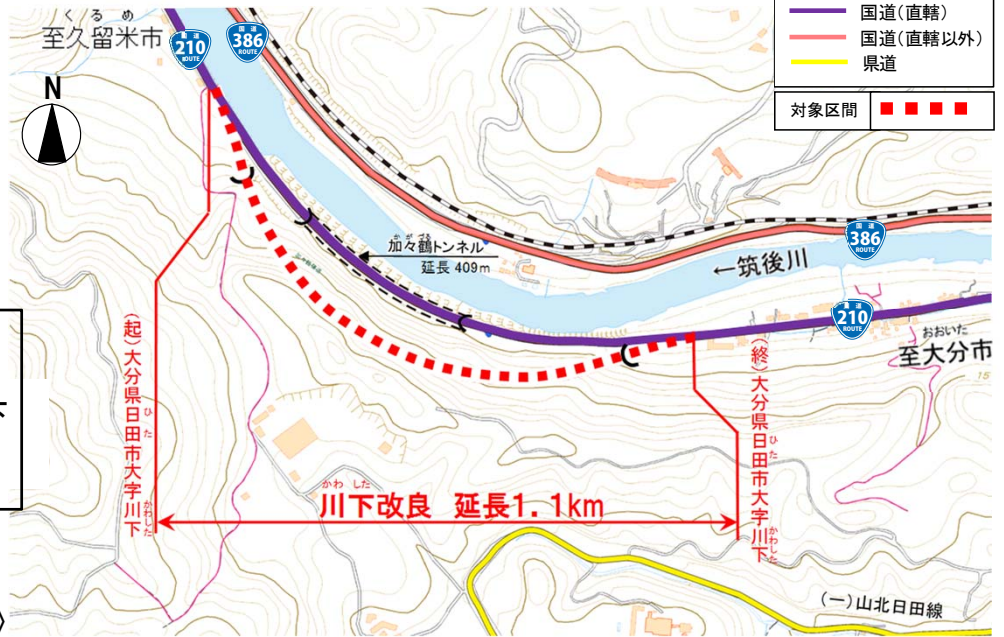 くるめ
至久留米市
国道
210
ROUTE
国道
386
ROUTE
N
国道(直轄)
国道(直轄以外)
県道
対象区間
かがづる
加々鶴トンネル
延長 409m
←筑後川
国道
386
ROUTE
国道
210
ROUTE
おおいた
至大分市
15
(起)大分県日田市大字川下
ひた
かわした
(終)大分県日田市大字川下
ひた
かわした
かわした
川下改良 延長1.1km
(一)山北日田線